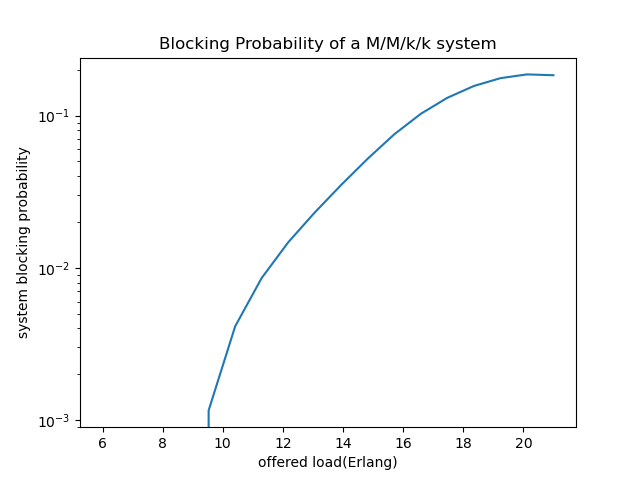 Blocking Probability of a M/M/k/k system
system blocking probability
10⁻¹
10⁻²
10⁻³
6 8 10 12 14 16 18 20
offered load(Erlang)